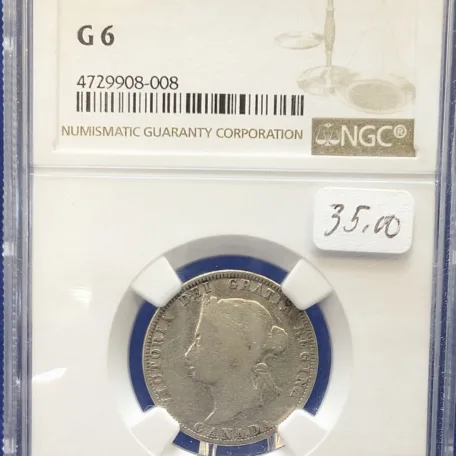 G 6
4729908-008
NUMISMATIC GUARANTY CORPORATION
NGC®
35.00
VICTORIA DEI GRATIA REGINA
CANADA